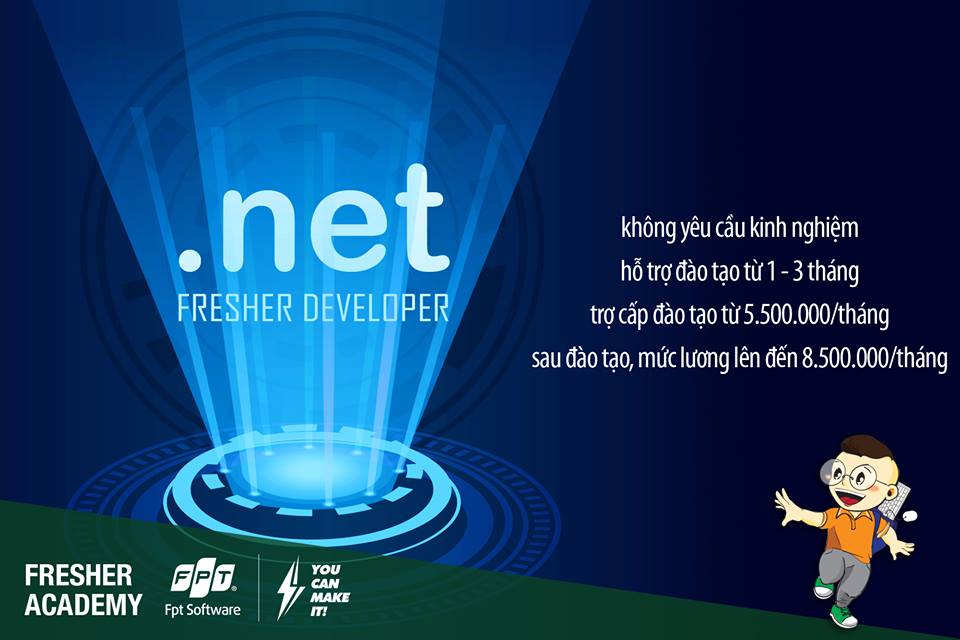 .net
FRESHER DEVELOPER
không yêu cầu kinh nghiệm
hỗ trợ đào tạo từ 1 - 3 tháng
trợ cấp đào tạo từ 5.500.000/tháng
sau đào tạo, mức lương lên đến 8.500.000/tháng
FRESHER
ACADEMY
FPT
Fpt Software
YOU
CAN
MAKE
IT!